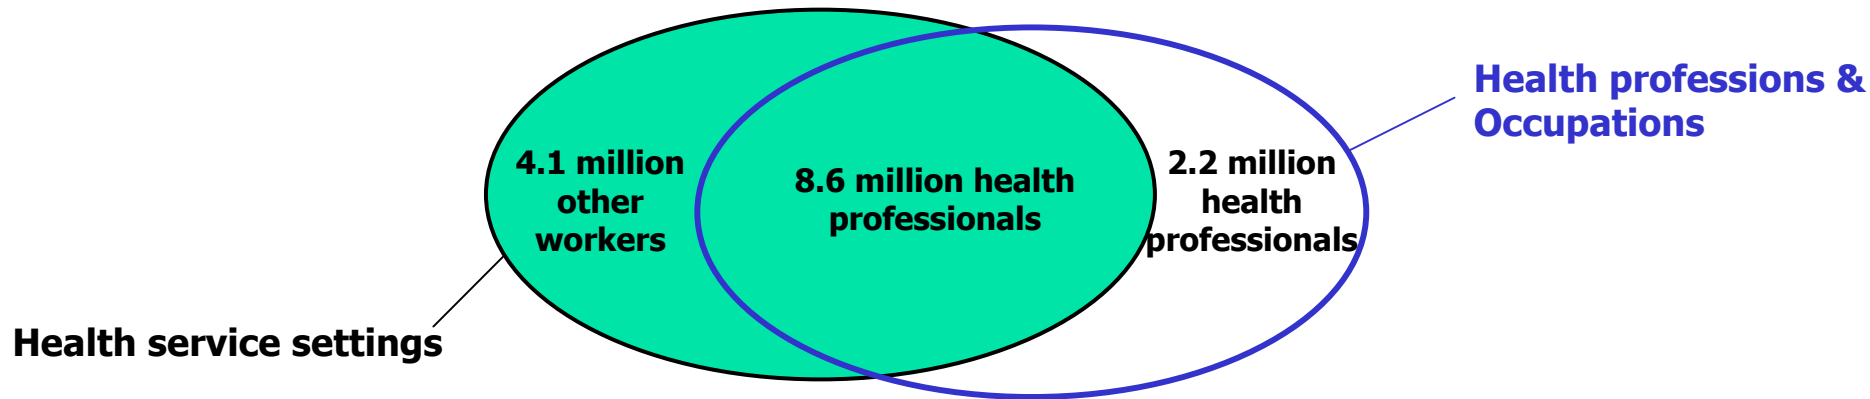 Health professions &
Occupations
4.1 million
other
workers
8.6 million health
professionals
2.2 million
health
professionals
Health service settings